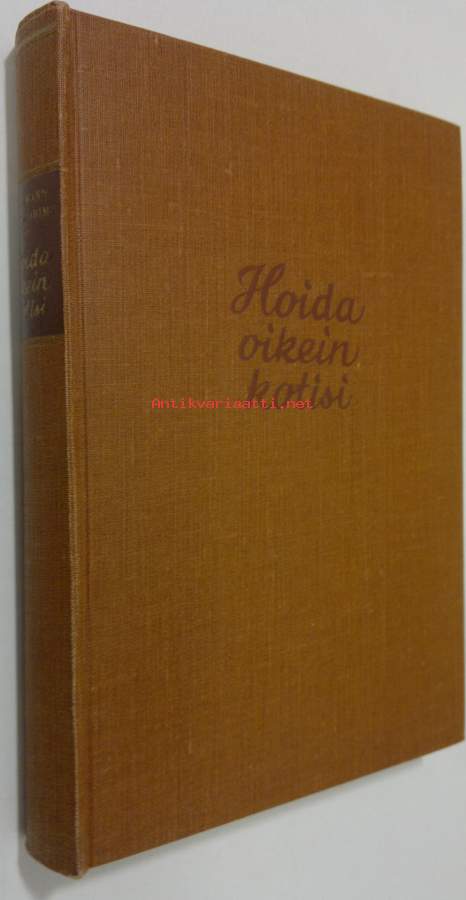 Hoida
oikein
kotisi
Antikvariaatti.net